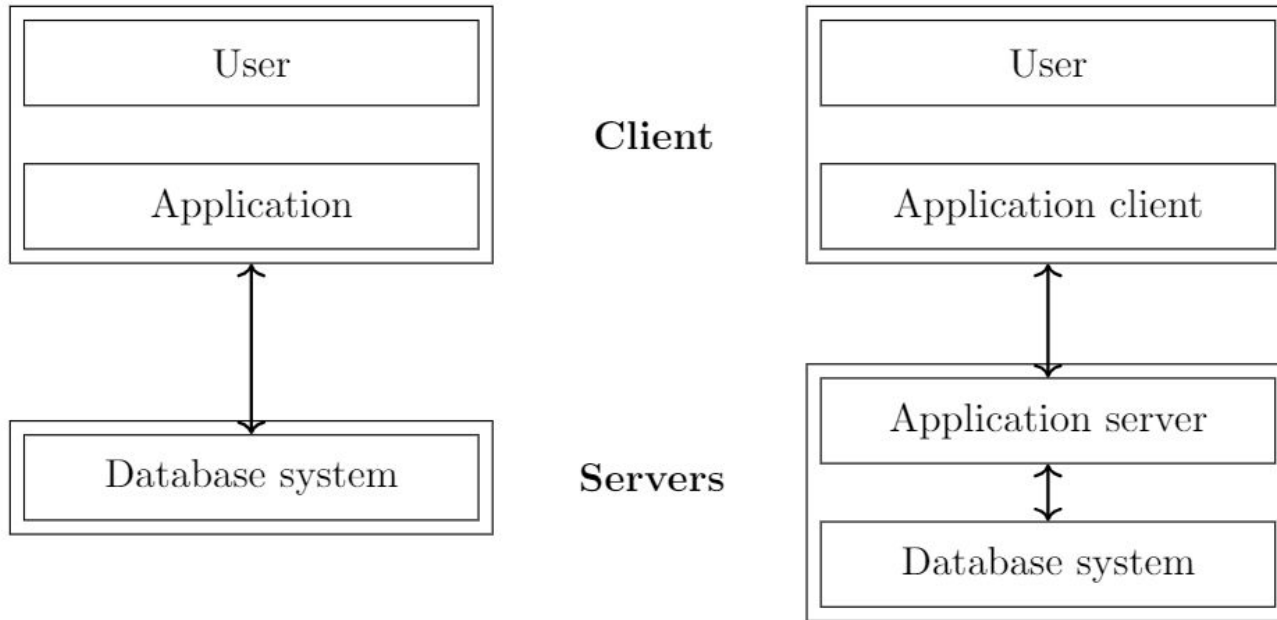 User
Application
Database system
Client
Servers
User
Application client
Application server
Database system